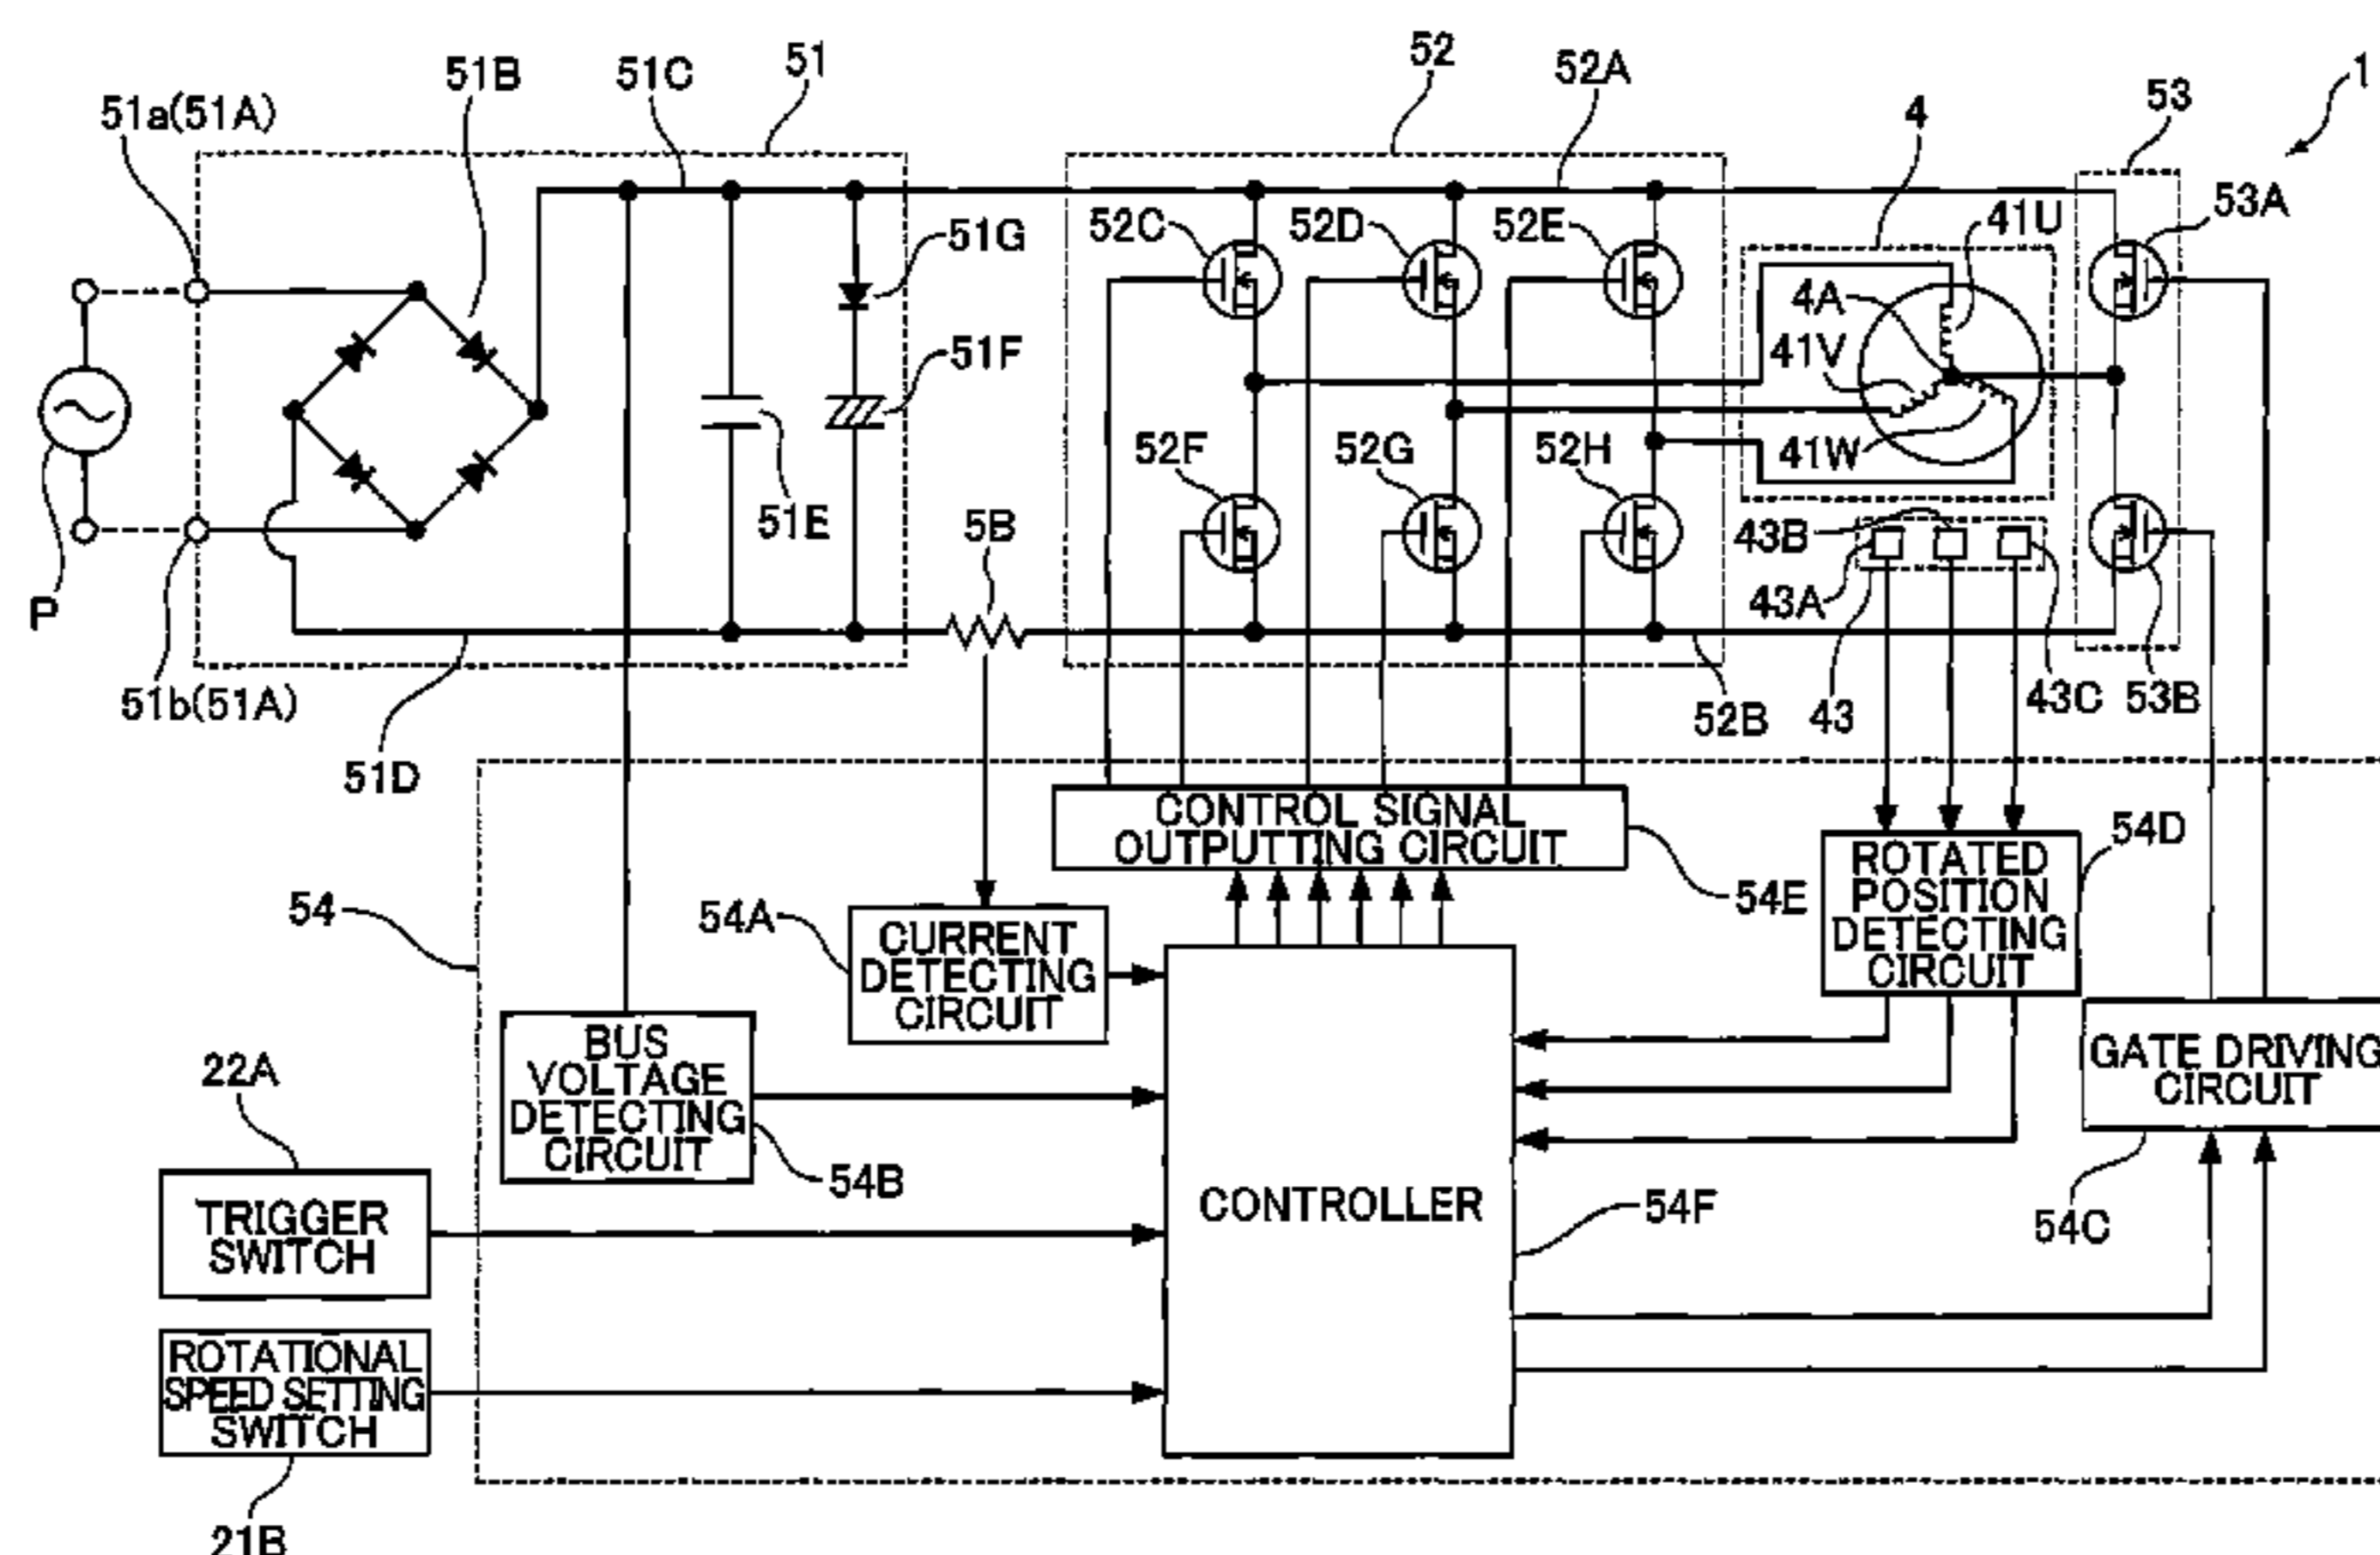 51B
51C
51
52
52A
1
51a(51A)
4
53
52C
52D
52E
41U
53A
51G
4A
51F
41V
52F
52G
52H
41W
51E
5B
43B
P
43A
51b(51A)
52B
43
43C
53B
51D
CONTROL SIGNAL
OUTPUTTING CIRCUIT
54D
ROTATED
POSITION
DETECTING
CIRCUIT
54
54A
54E
CURRENT
DETECTING
CIRCUIT
BUS
VOLTAGE
DETECTING
CIRCUIT
GATE DRIVING
CIRCUIT
22A
54B
TRIGGER
SWITCH
CONTROLLER
54F
54C
ROTATIONAL
SPEED SETTING
SWITCH
21B